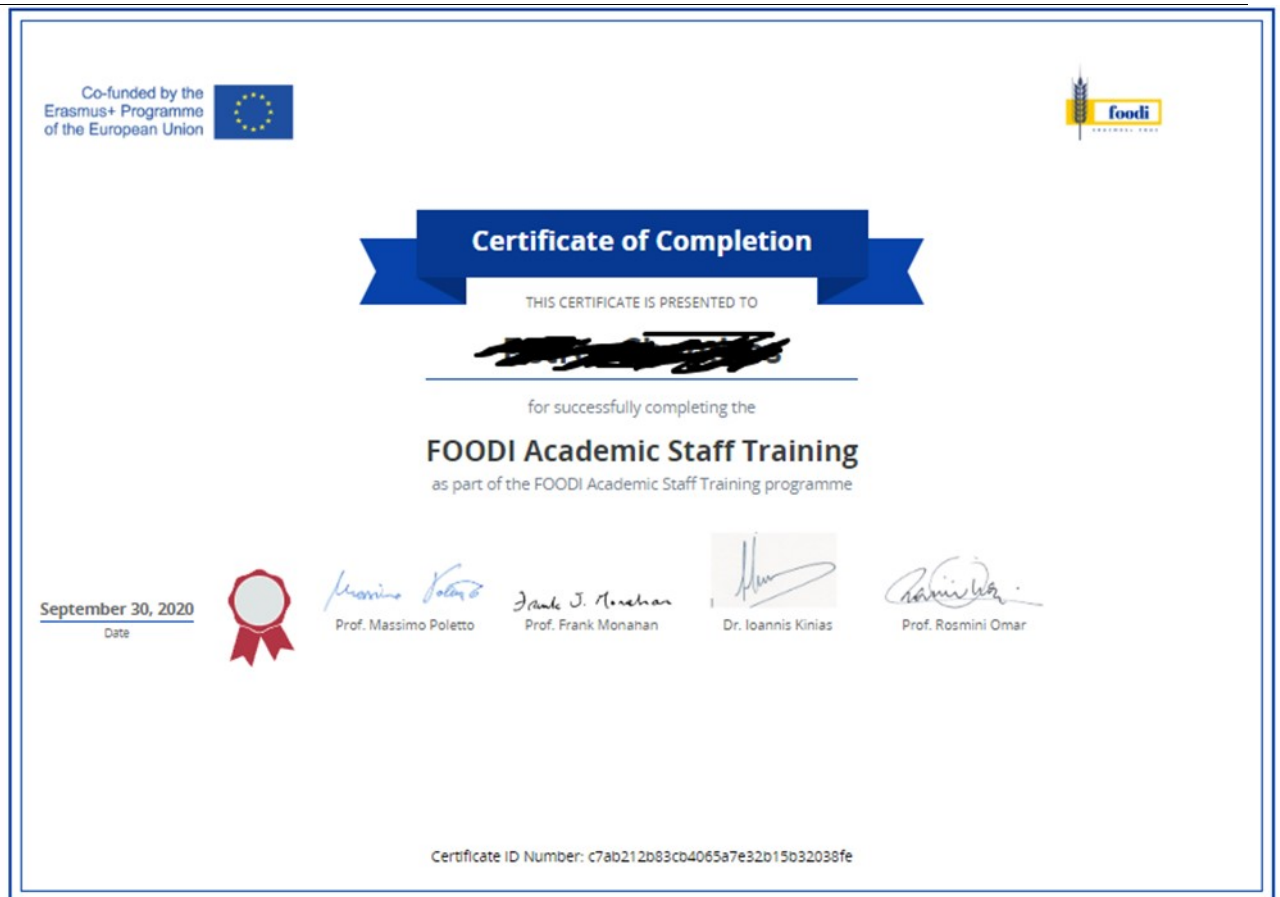 Co-funded by the
Erasmus+ Programme
of the European Union
foodi
Certificate of Completion
THIS CERTIFICATE IS PRESENTED TO
for successfully completing the
FOODI Academic Staff Training
as part of the FOODI Academic Staff Training programme
Frank J. Monahan
September 30, 2020
Date
Prof. Massimo Poletto
Prof. Frank Monahan
Dr. Ioannis Kinias
Prof. Rosmini Omar
Certificate ID Number: c7ab212b83cb4065a7e32b15b32038fe